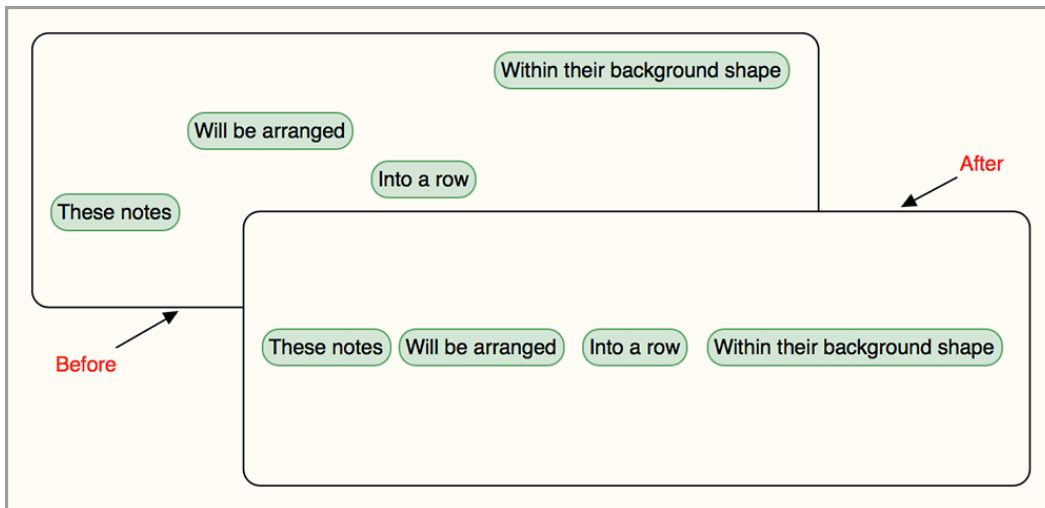 Within their background shape
Will be arranged
Into a row
After
These notes
Before
These notes
Will be arranged
Into a row
Within their background shape